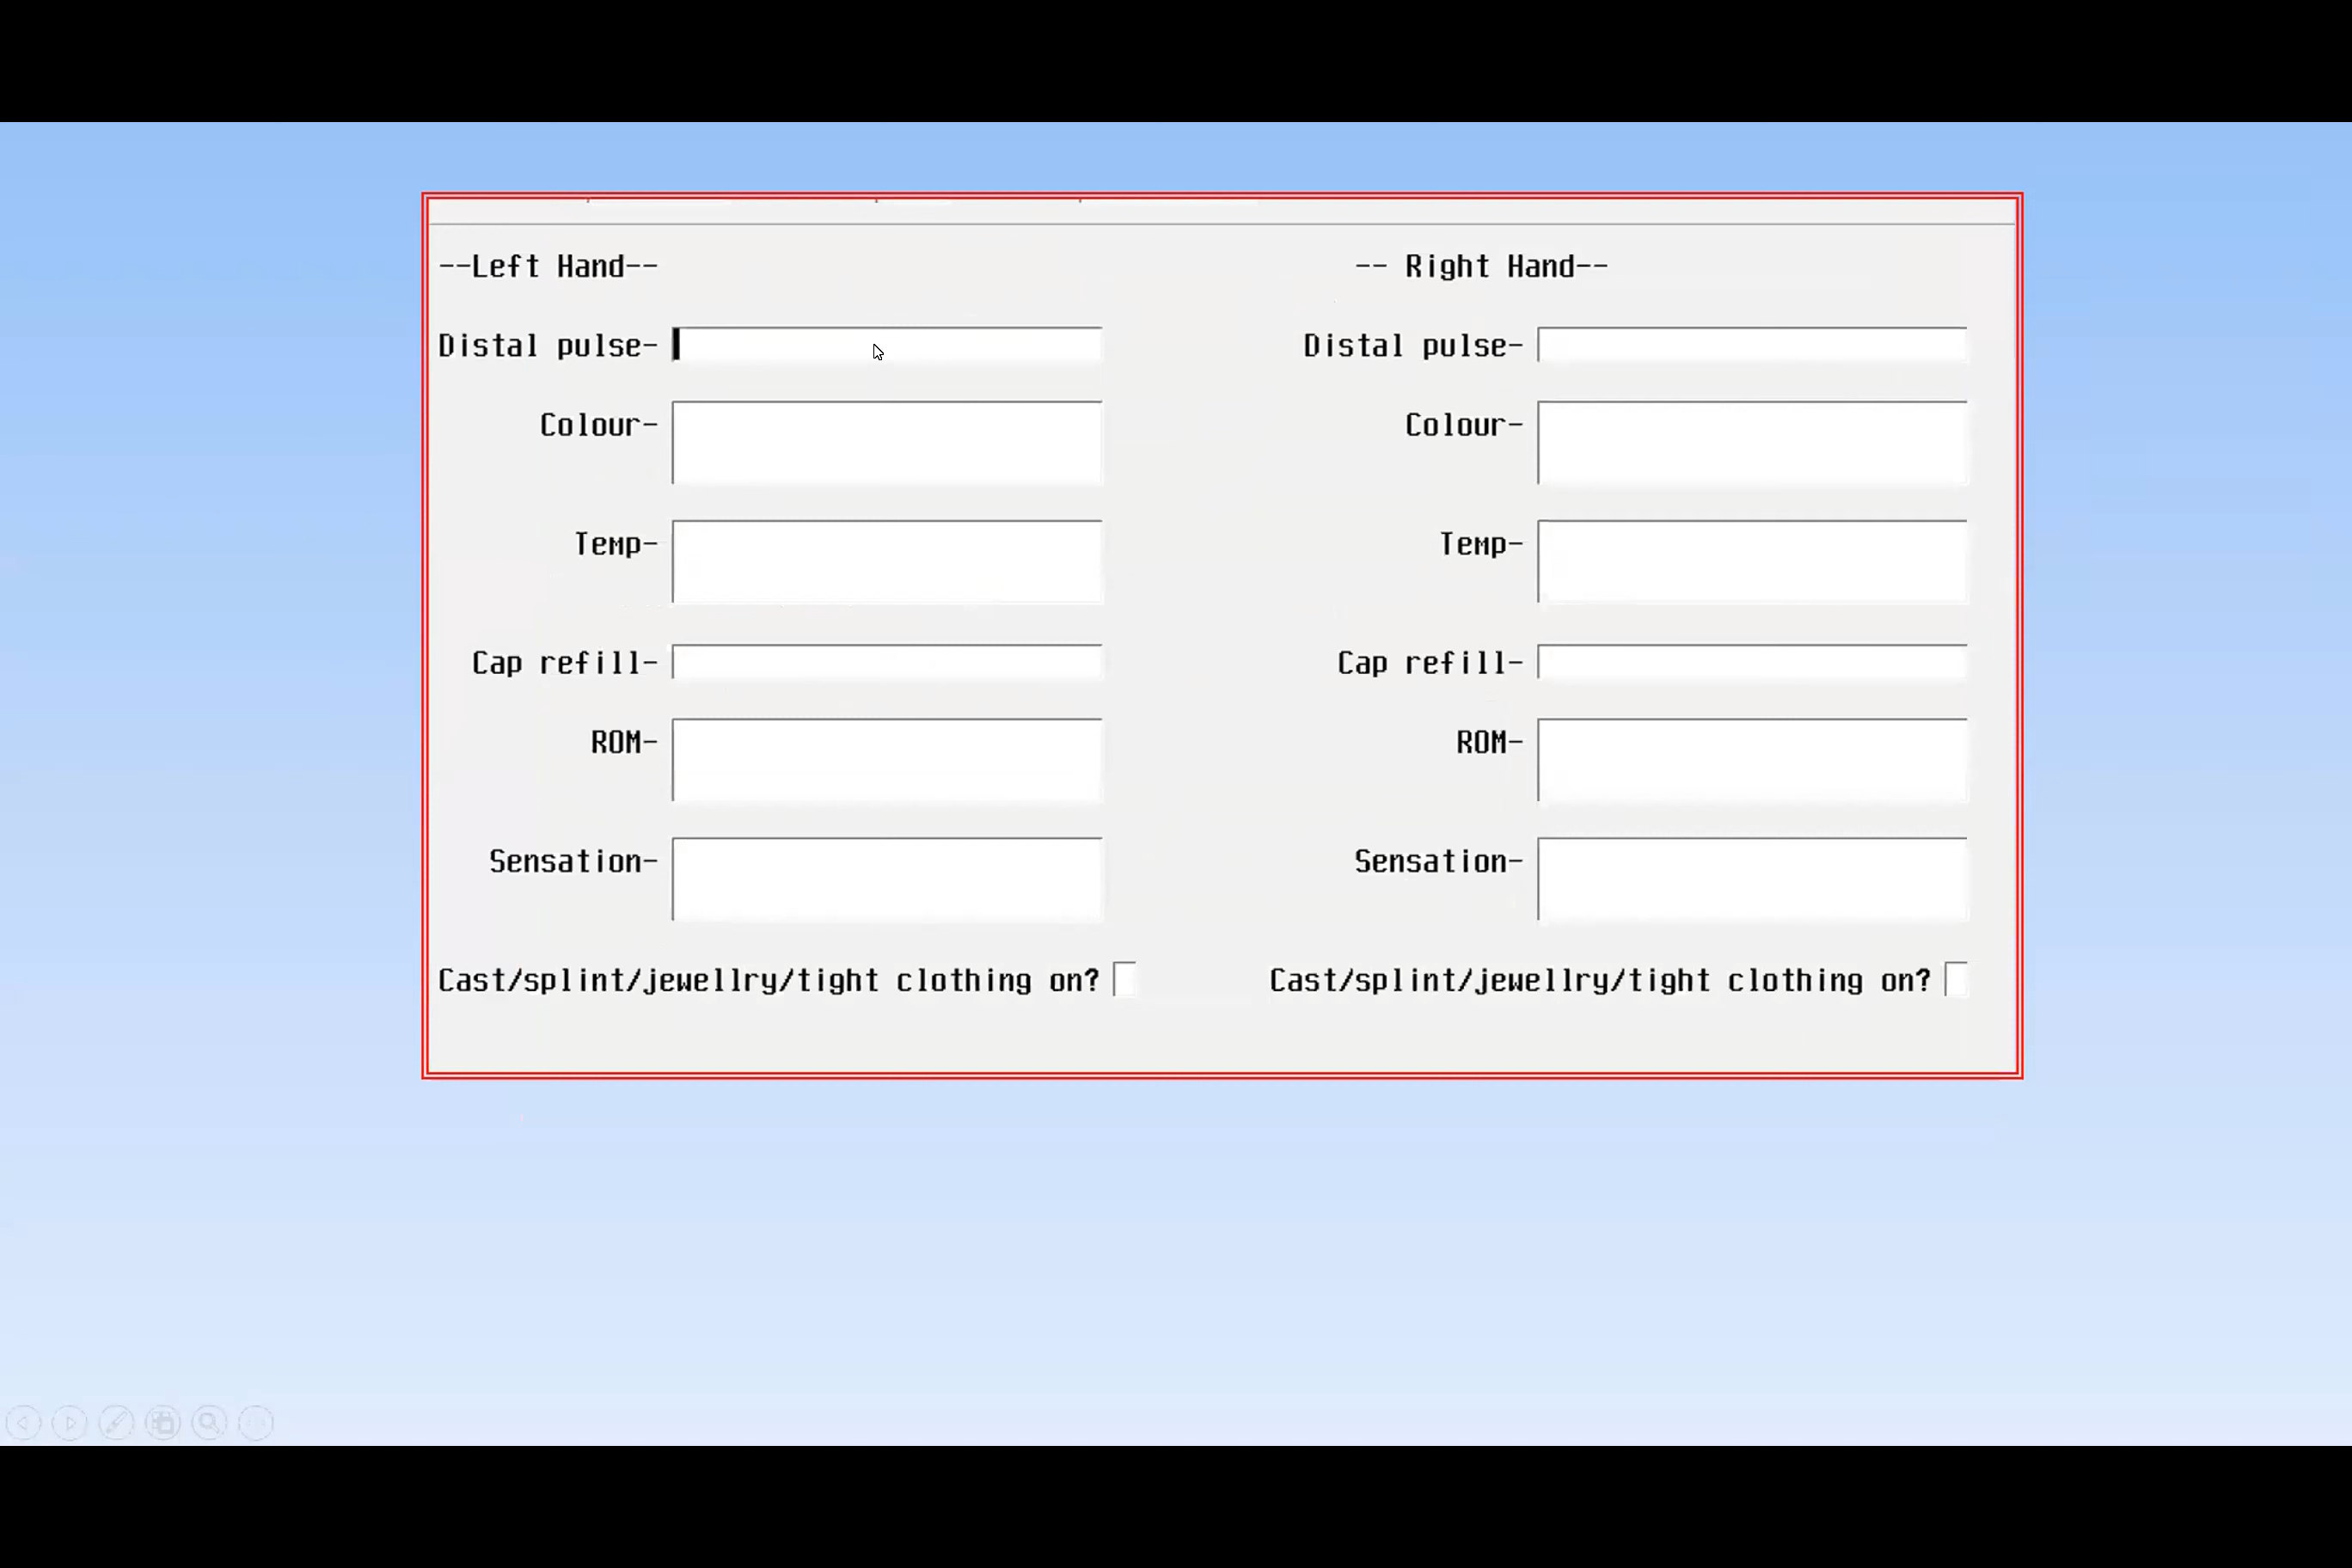 --Left Hand--
Distal pulse-
Colour-
Temp-
Cap refill-
ROM-
Sensation-
Cast/splint/jewellry/tight clothing on?
-- Right Hand--
Distal pulse-
Colour-
Temp-
Cap refill-
ROM-
Sensation-
Cast/splint/jewellry/tight clothing on?